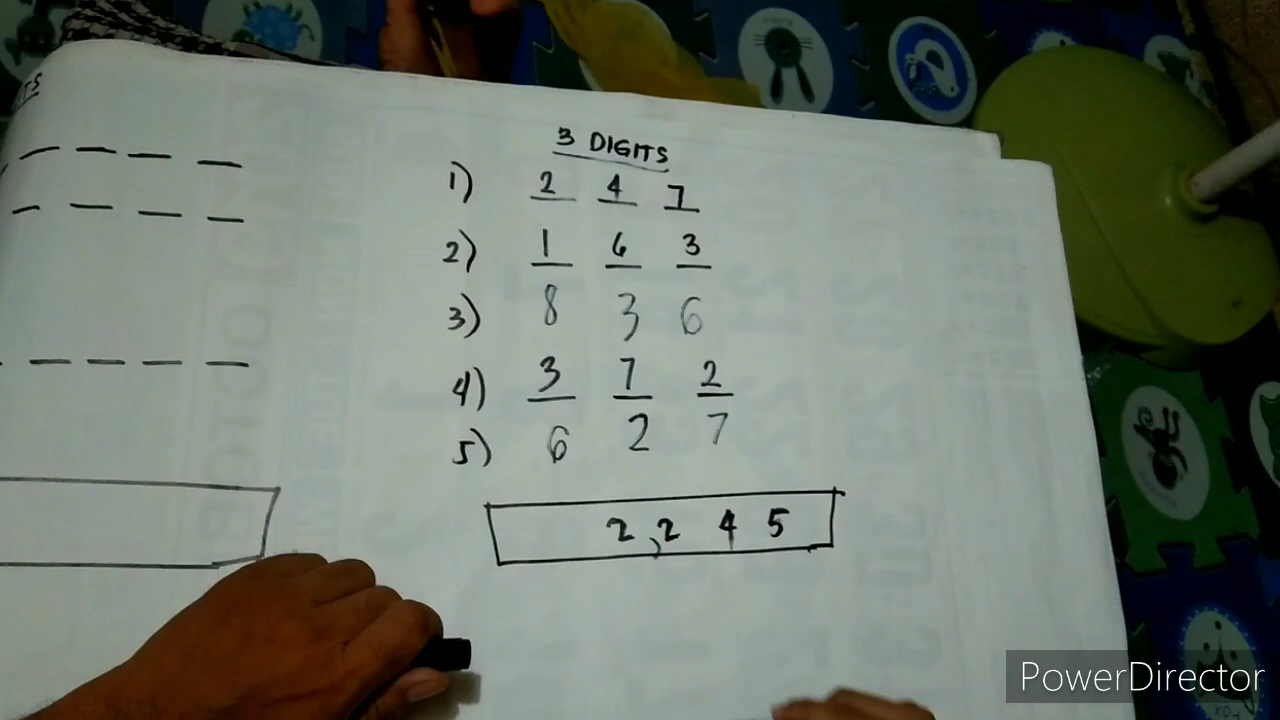 3 DIGITS
1) 2 4 7
2) 1 6 3
3) 8 3 6
4) 3 7 2
5) 6 2 7
2,2 4 5
PowerDirector